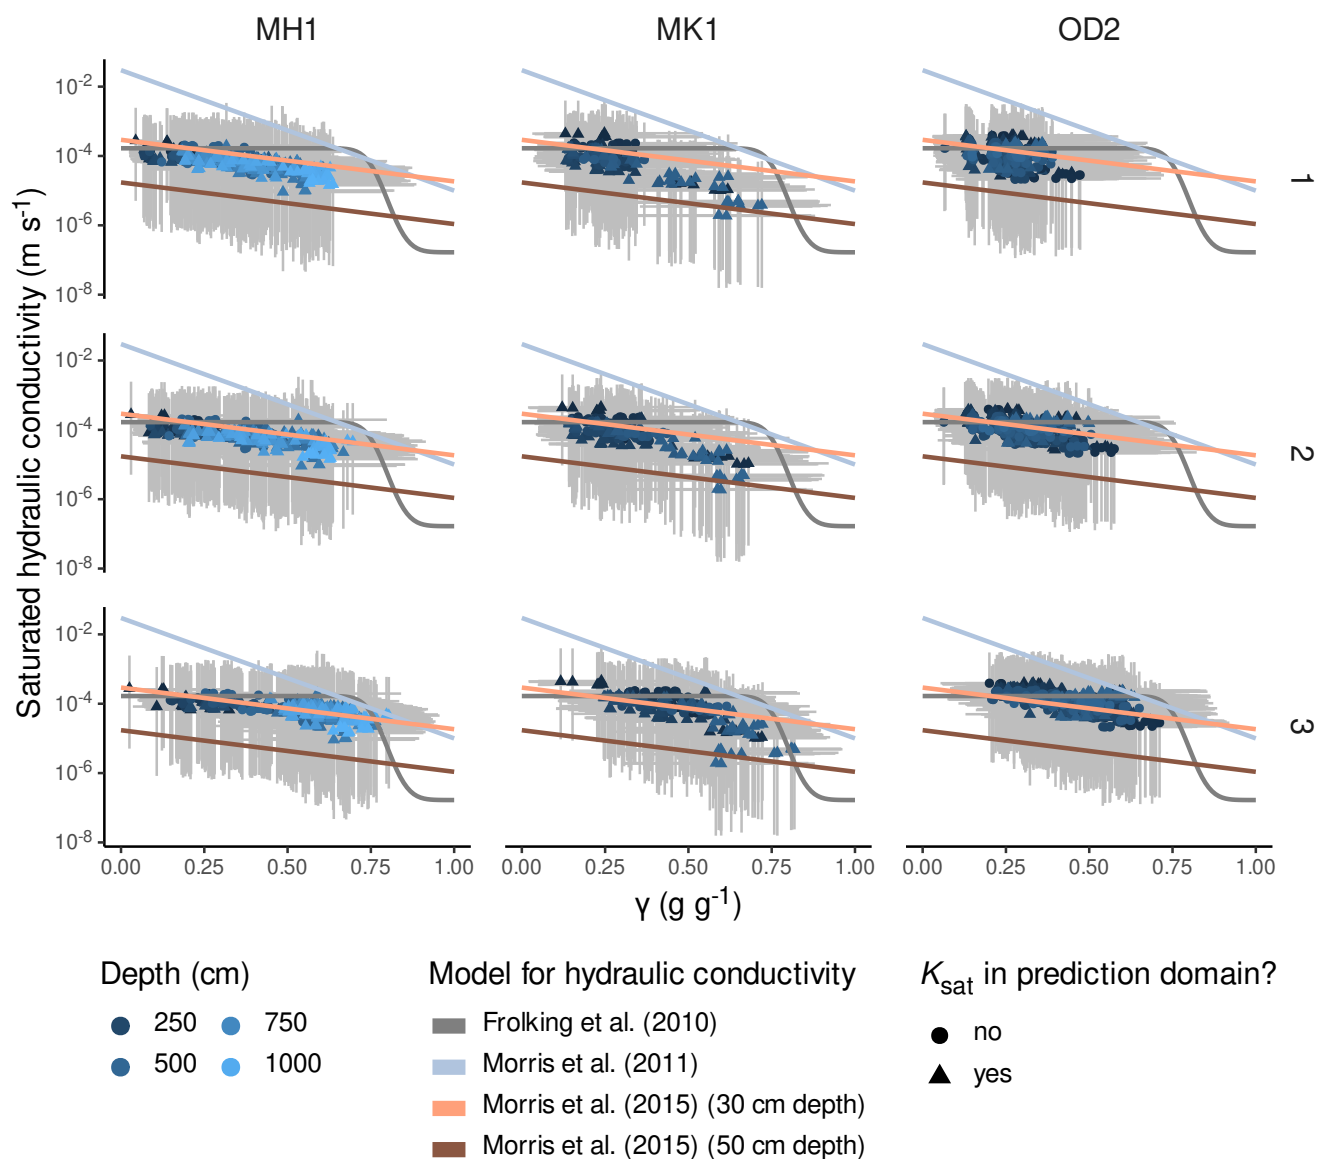 MH1 MK1 OD2
Saturated hydraulic conductivity (m s⁻¹)
10⁻²
10⁻⁴
10⁻⁶
10⁻⁸
1
10⁻²
10⁻⁴
10⁻⁶
10⁻⁸
2
10⁻²
10⁻⁴
10⁻⁶
10⁻⁸
3
0.00 0.25 0.50 0.75 1.00 0.00 0.25 0.50 0.75 1.00 0.00 0.25 0.50 0.75 1.00
γ (g g⁻¹)
Depth (cm)
250 750
500 1000
Model for hydraulic conductivity
Frolking et al. (2010)
Morris et al. (2011)
Morris et al. (2015) (30 cm depth)
Morris et al. (2015) (50 cm depth)
Ksat in prediction domain?
no
yes